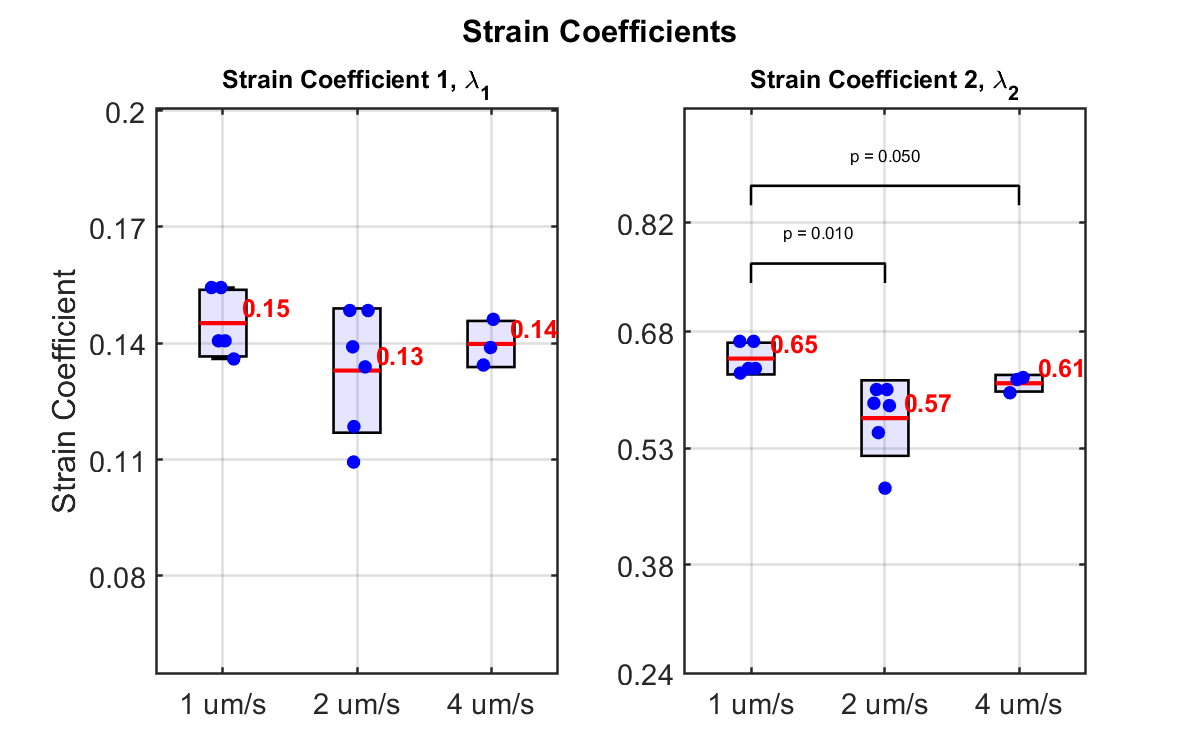 Strain Coefficients
Strain Coefficient 1, λ1
Strain Coefficient
0.2
0.17
0.14
0.11
0.08
0.15
0.13
0.14
1 um/s 2 um/s 4 um/s
Strain Coefficient 2, λ2
0.82
0.68
0.53
0.38
0.24
p = 0.050
p = 0.010
0.65
0.57
0.61
1 um/s 2 um/s 4 um/s